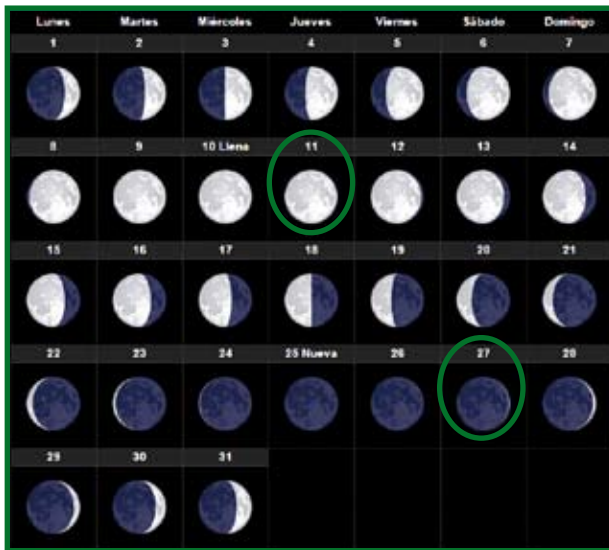 Lunes Martes Miércoles Jueves Viernes Sábado Domingo
1 2 3 4 5 6 7
8 9 10 Llena 11 12 13 14
15 16 17 18 19 20 21
22 23 24 25 Nueva 26 27 28
29 30 31